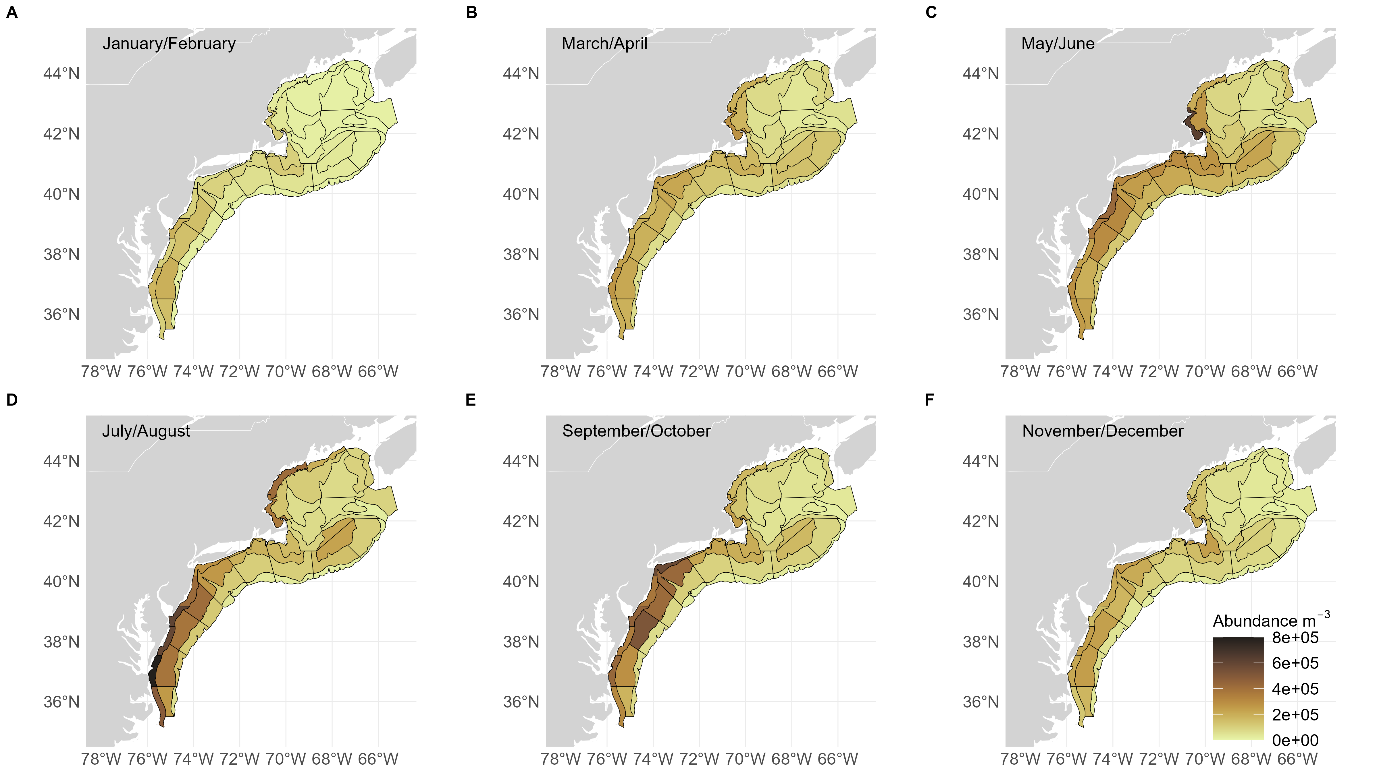 A
B
C
January/February
March/April
May/June
44°N
44°N
44°N
42°N
42°N
42°N
40°N
40°N
40°N
38°N
38°N
38°N
36°N
36°N
36°N
78°W 76°W 74°W 72°W 70°W 68°W 66°W
78°W 76°W 74°W 72°W 70°W 68°W 66°W
78°W 76°W 74°W 72°W 70°W 68°W 66°W
D
E
F
July/August
September/October
November/December
44°N
44°N
44°N
42°N
42°N
42°N
40°N
40°N
40°N
38°N
38°N
38°N
36°N
36°N
36°N
Abundance m⁻³
8e+05
6e+05
4e+05
2e+05
0e+00
78°W 76°W 74°W 72°W 70°W 68°W 66°W
78°W 76°W 74°W 72°W 70°W 68°W 66°W
78°W 76°W 74°W 72°W 70°W 68°W 66°W